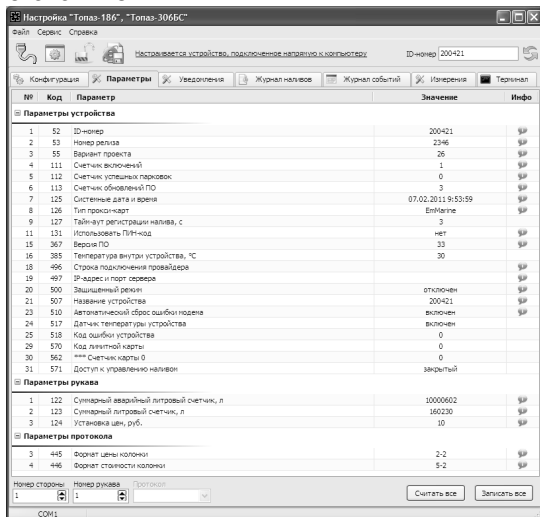 Настройка "Топаз-186", "Топаз-306БС"
Файл Сервис Справка
Настраивается устройство, подключенное напрямую к компьютеру ID-номер 200421
Конфигурация Параметры Уведомления Журнал наливов Журнал событий Измерения Терминал
№ Код Параметр Значение Инфо
Параметры устройства
1 52 ID-номер 200421
2 53 Номер релиза 2346
3 55 Вариант проекта 26
4 111 Счетчик включений 1
5 112 Счетчик успешных парковок 0
6 113 Счетчик обновлений ПО 3
7 125 Системные дата и время 07.02.2011 9:53:59
8 126 Тип прокси-карт EmMarine
9 127 Тайм-аут регистрации налива, с 3
11 131 Использовать ПИН-код нет
15 367 Версия ПО 33
16 385 Температура внутри устройства, °C 30
18 496 Строка подключения провайдера
19 497 IP-адрес и порт сервера
20 500 Защищенный режим отключен
21 507 Название устройства 200421
23 510 Автоматический сброс ошибки модема включен
24 517 Датчик температуры устройства включен
25 518 Код ошибки устройства 0
29 570 Код лимитной карты 0
30 562 *** Счетчик карты 0 0
31 571 Доступ к управлению наливом закрытый
Параметры рукава
1 122 Суммарный аварийный литровый счетчик, л 10000602
2 123 Суммарный литровый счетчик, л 160230
3 124 Установка цен, руб. 10
Параметры протокола
3 445 Формат цены колонки 2-2
4 446 Формат стоимости колонки 5-2
Номер стороны Номер рукава Протокол
1 1 Считать все Записать все
COM1